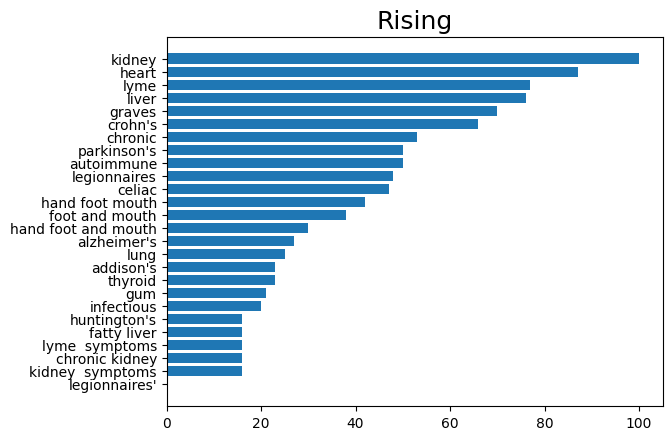 Rising
kidney
heart
lyme
liver
graves
crohn's
chronic
parkinson's
autoimmune
legionnaires
celiac
hand foot mouth
foot and mouth
hand foot and mouth
alzheimer's
lung
addison's
thyroid
gum
infectious
huntington's
fatty liver
lyme  symptoms
chronic kidney
kidney  symptoms
legionnaires'
0 20 40 60 80 100